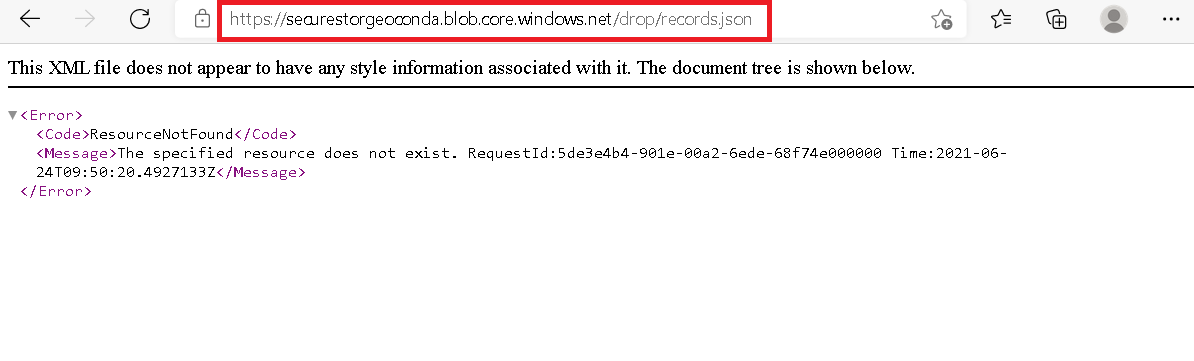 https://securestorgeoconda.blob.core.windows.net/drop/records.json
This XML file does not appear to have any style information associated with it. The document tree is shown below.
<Error>
<Code>ResourceNotFound</Code>
<Message>The specified resource does not exist. RequestId:5de3e4b4-901e-00a2-6ede-68f74e000000 Time:2021-06-
24T09:50:20.4927133Z</Message>
</Error>